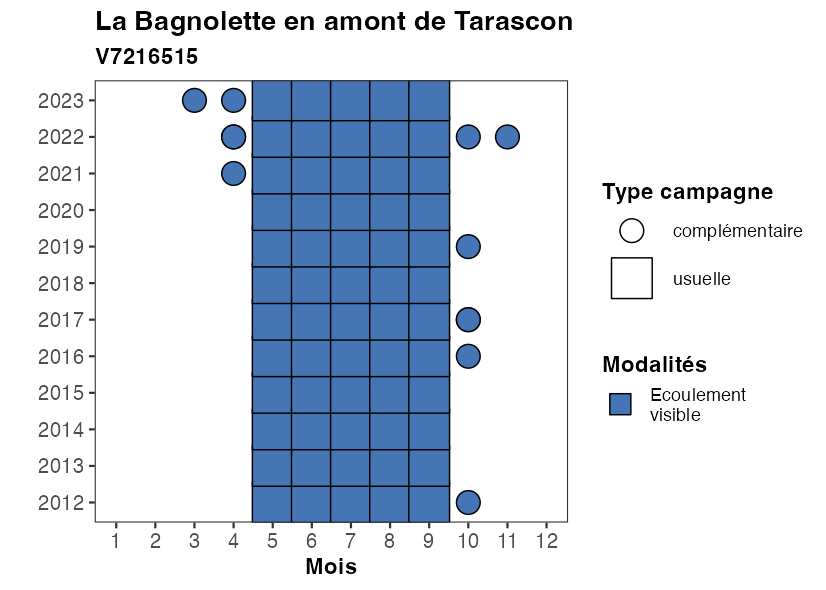 La Bagnolette en amont de Tarascon
V7216515
2023
2022
2021
2020
2019
2018
2017
2016
2015
2014
2013
2012
1 2 3 4 5 6 7 8 9 10 11 12
Mois
Type campagne
complémentaire
usuelle
Modalités
Ecoulement
visible